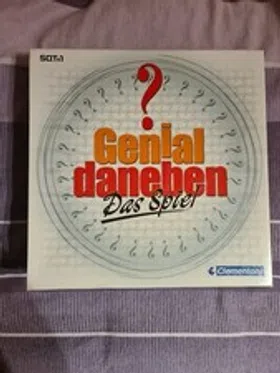 SAT.1
?
Genial
daneben
Das Spiel
Clementoni